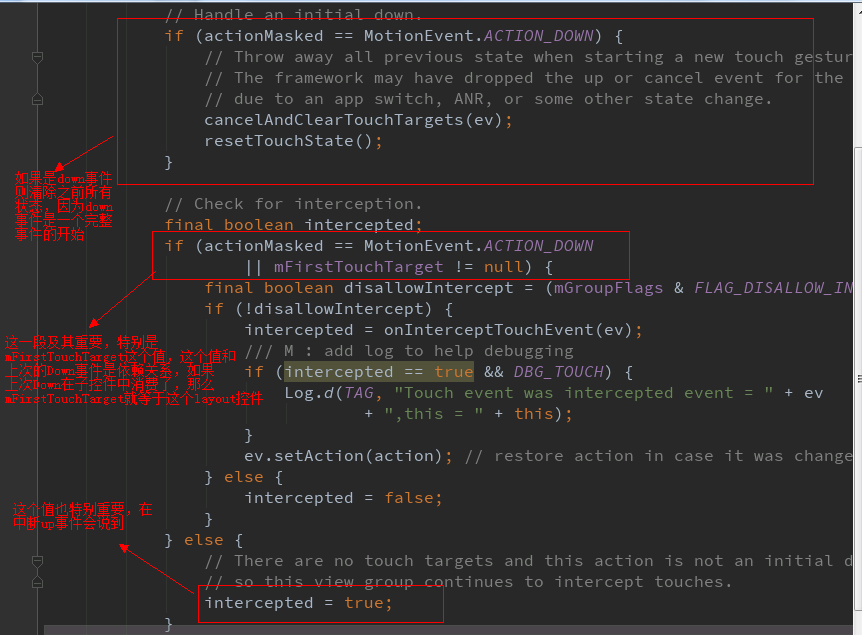 // Handle an initial down.
if (actionMasked == MotionEvent.ACTION_DOWN) {
// Throw away all previous state when starting a new touch gestur
// The framework may have dropped the up or cancel event for the
// due to an app switch, ANR, or some other state change.
cancelAndClearTouchTargets(ev);
resetTouchState();
}
如果是down事件
则清除之前所有
状态，因为down
事件是一个完整
事件的开始
// Check for interception.
final boolean intercepted;
if (actionMasked == MotionEvent.ACTION_DOWN
|| mFirstTouchTarget != null) {
final boolean disallowIntercept = (mGroupFlags & FLAG_DISALLOW_IN
if (!disallowIntercept) {
intercepted = onInterceptTouchEvent(ev);
/// M : add log to help debugging
if (intercepted == true && DBG_TOUCH) {
Log.d(TAG, "Touch event was intercepted event = " + ev
+ ",this = " + this);
}
ev.setAction(action); // restore action in case it was change
} else {
intercepted = false;
}
这一段及其重要，特别是
mFirstTouchTarget这个值，这个值和
上次的Down事件是依赖关系，如果
上次Down在子控件中消费了，那么
mFirstTouchTarget就等于这个layout控件
} else {
// There are no touch targets and this action is not an initial d
// so this view group continues to intercept touches.
intercepted = true;
}
这个值也特别重要，在
中断up事件会说到